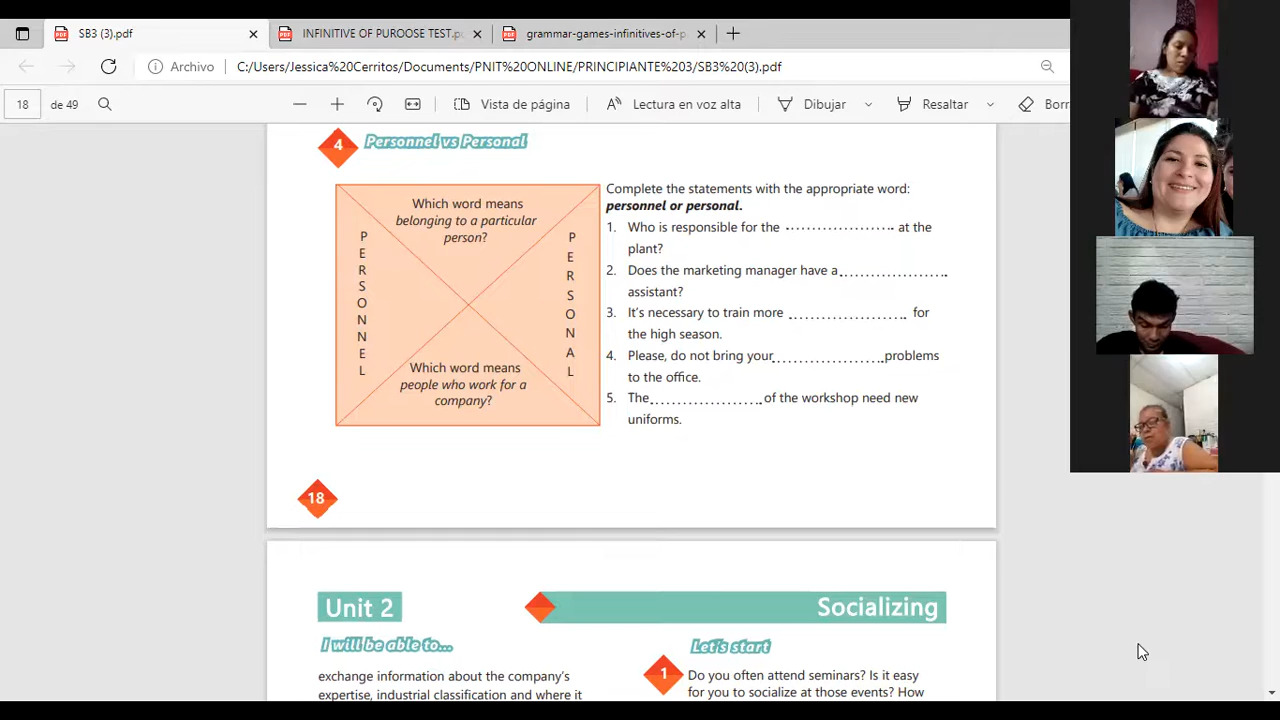 SB3 (3).pdf
INFINITIVE OF PUROOSE TEST.p
grammar-games-infinitives-of-p
Archivo
C:/Users/Jessica%20Cerritos/Documents/PNIT%20ONLINE/PRINCIPIANTE%203/SB3%20(3).pdf
18 de 49
Vista de página
Lectura en voz alta
Dibujar
Resaltar
Borr
4 Personnel vs Personal
Which word means
belonging to a particular
person?
PERSONNEL
PERSONAL
Which word means
people who work for a
company?
Complete the statements with the appropriate word:
personnel or personal.
1. Who is responsible for the ..................... at the
plant?
2. Does the marketing manager have a.....................
assistant?
3. It's necessary to train more ..................... for
the high season.
4. Please, do not bring your.....................problems
to the office.
5. The..................... of the workshop need new
uniforms.
18
Unit 2
Socializing
I will be able to...
exchange information about the company's
expertise, industrial classification and where it
Let's start
1 Do you often attend seminars? Is it easy
for you to socialize at those events? How